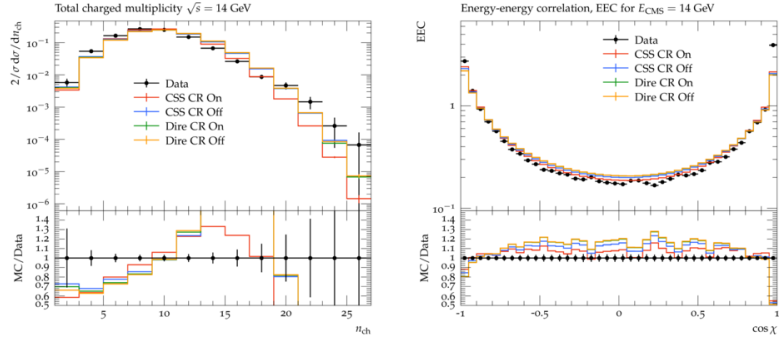 Total charged multiplicity √s = 14 GeV
2/σ dσ/dn_ch
10⁻¹
10⁻²
10⁻³
10⁻⁴
10⁻⁵
10⁻⁶
Data
CSS CR On
CSS CR Off
Dire CR On
Dire CR Off
MC/Data
1.4
1.3
1.2
1.1
1.0
0.9
0.8
0.7
0.6
0.5
5
10
15
20
25
n_ch
Energy-energy correlation, EEC for E_CMS = 14 GeV
EEC
1
10⁻¹
Data
CSS CR On
CSS CR Off
Dire CR On
Dire CR Off
MC/Data
1.4
1.3
1.2
1.1
1.0
0.9
0.8
0.7
0.6
0.5
-1
-0.5
0
0.5
1
cos χ